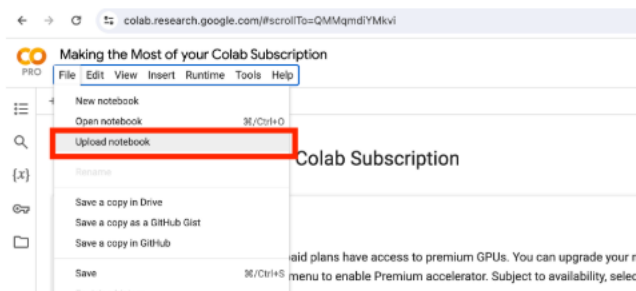 colab.research.google.com/#scrollTo=QMMqmdiYMkvi
CO
PRO
Making the Most of your Colab Subscription
File Edit View Insert Runtime Tools Help
New notebook
Open notebook ⌘/Ctrl+O
Upload notebook
Rename
Colab Subscription
{x}
Save a copy in Drive
Save a copy as a GitHub Gist
Save a copy in GitHub
aid plans have access to premium GPUs. You can upgrade your
Save ⌘/Ctrl+S
menu to enable Premium accelerator. Subject to availability, selec